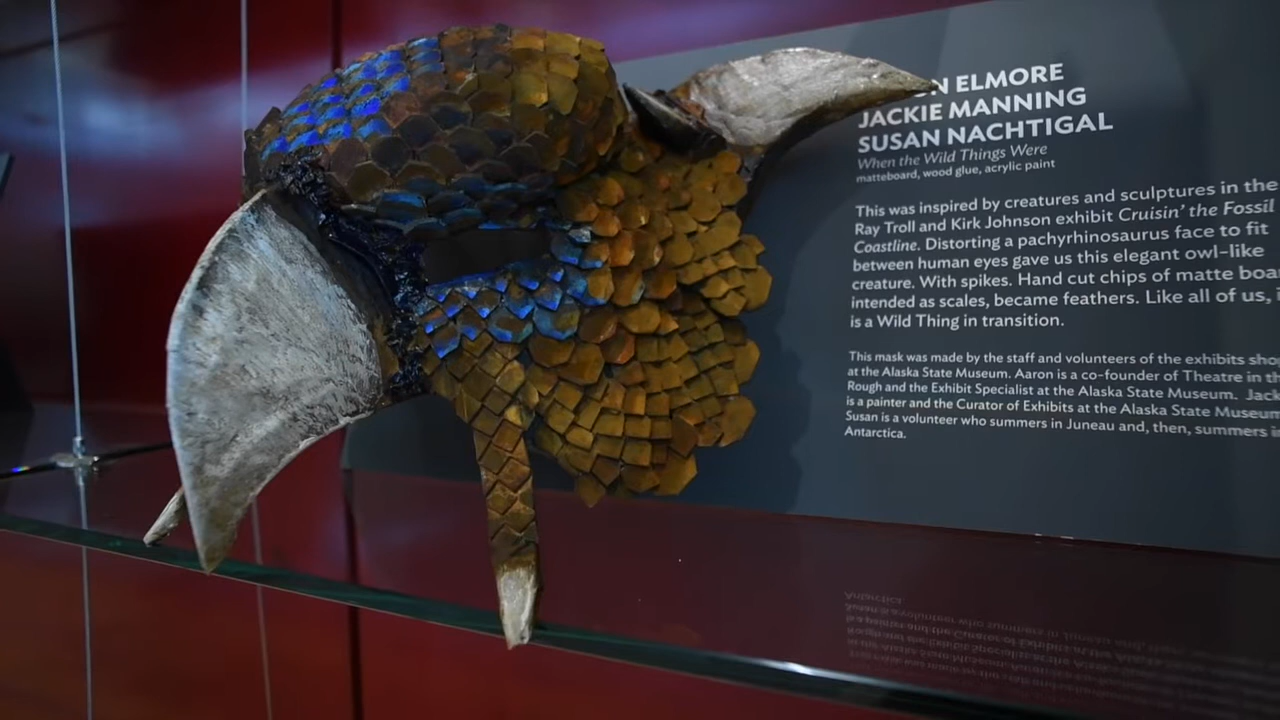 ON ELMORE
JACKIE MANNING
SUSAN NACHTIGAL
When the Wild Things Were
matteboard, wood glue, acrylic paint
This was inspired by creatures and sculptures in the
Ray Troll and Kirk Johnson exhibit Cruisin' the Fossil
Coastline. Distorting a pachyrhinosaurus face to fit
between human eyes gave us this elegant owl-like
creature. With spikes. Hand cut chips of matte boa
intended as scales, became feathers. Like all of us,
is a Wild Thing in transition.
This mask was made by the staff and volunteers of the exhibits sho
at the Alaska State Museum. Aaron is a co-founder of Theatre in th
Rough and the Exhibit Specialist at the Alaska State Museum. Jack
is a painter and the Curator of Exhibits at the Alaska State Museum
Susan is a volunteer who summers in Juneau and, then, summers in
Antarctica.